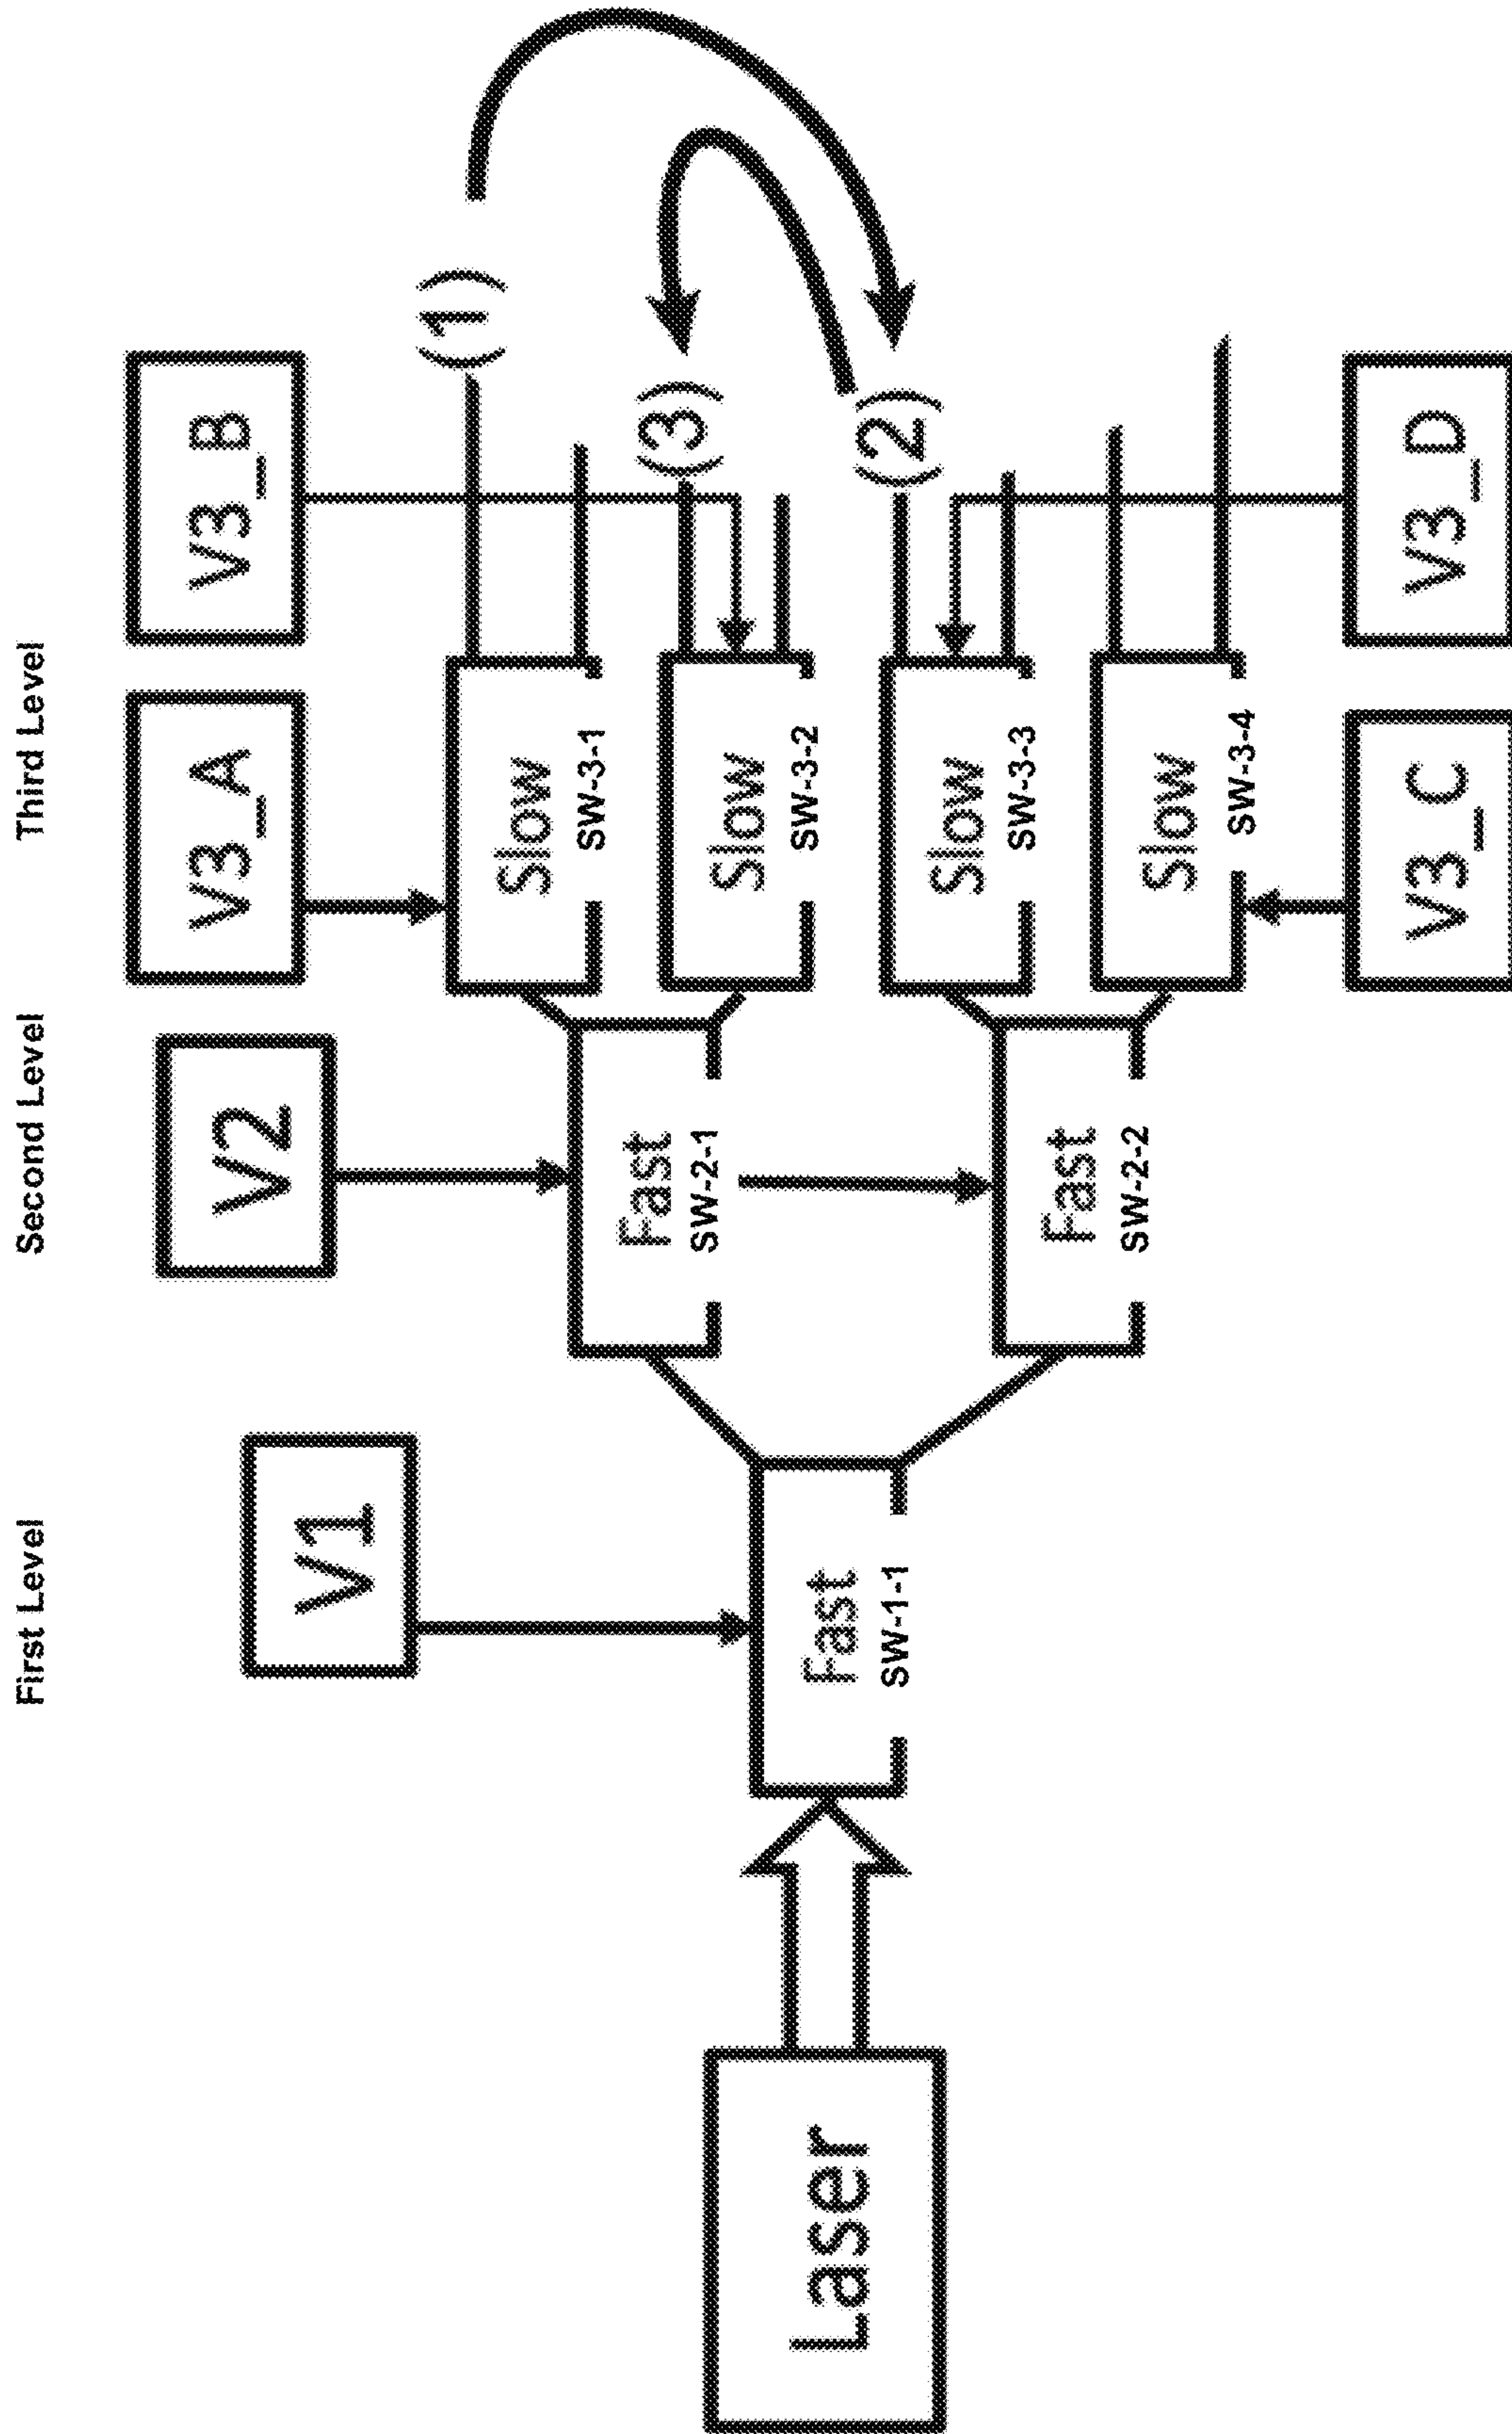 First Level
Second Level
Third Level
V1
V2
V3_A
V3_B
Laser
Fast
SW-1-1
Fast
SW-2-1
Fast
SW-2-2
Slow
SW-3-1
Slow
SW-3-2
Slow
SW-3-3
Slow
SW-3-4
(1)
(3)
(2)
V3_C
V3_D